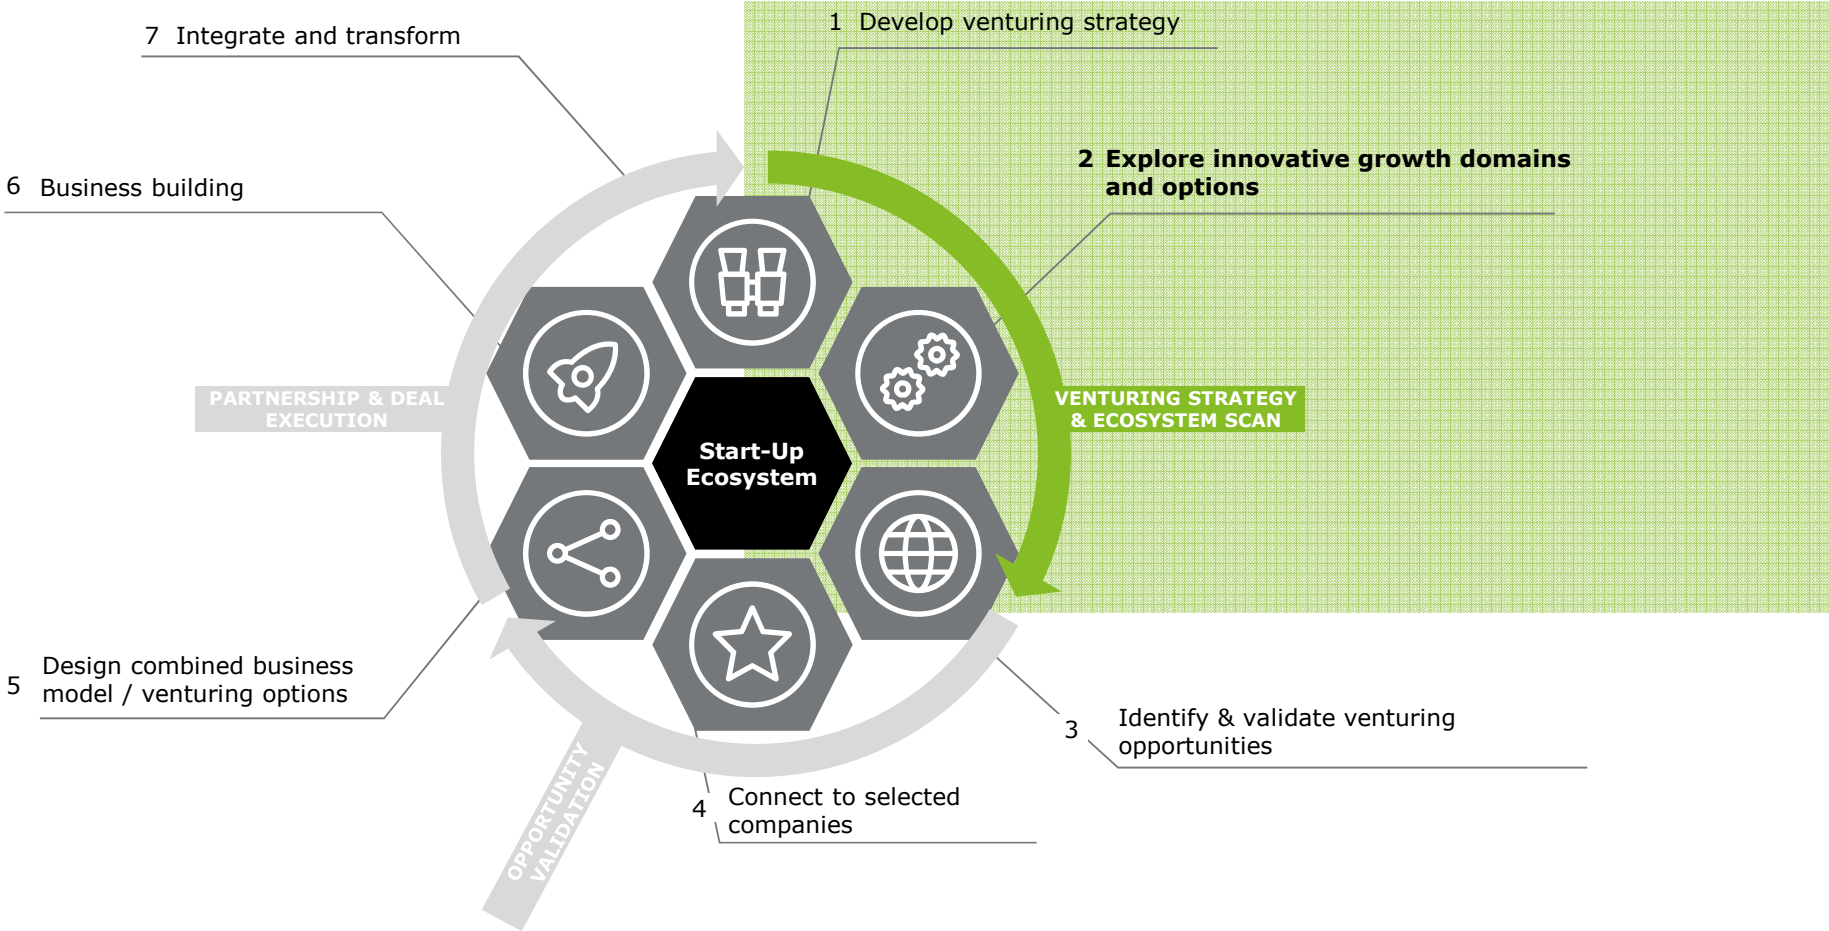 1 Develop venturing strategy
2 Explore innovative growth domains
and options
VENTURING STRATEGY
& ECOSYSTEM SCAN
3 Identify & validate venturing
opportunities
4 Connect to selected
companies
OPPORTUNITY
VALIDATION
5 Design combined business
model / venturing options
PARTNERSHIP & DEAL
EXECUTION
6 Business building
7 Integrate and transform
Start-Up
Ecosystem